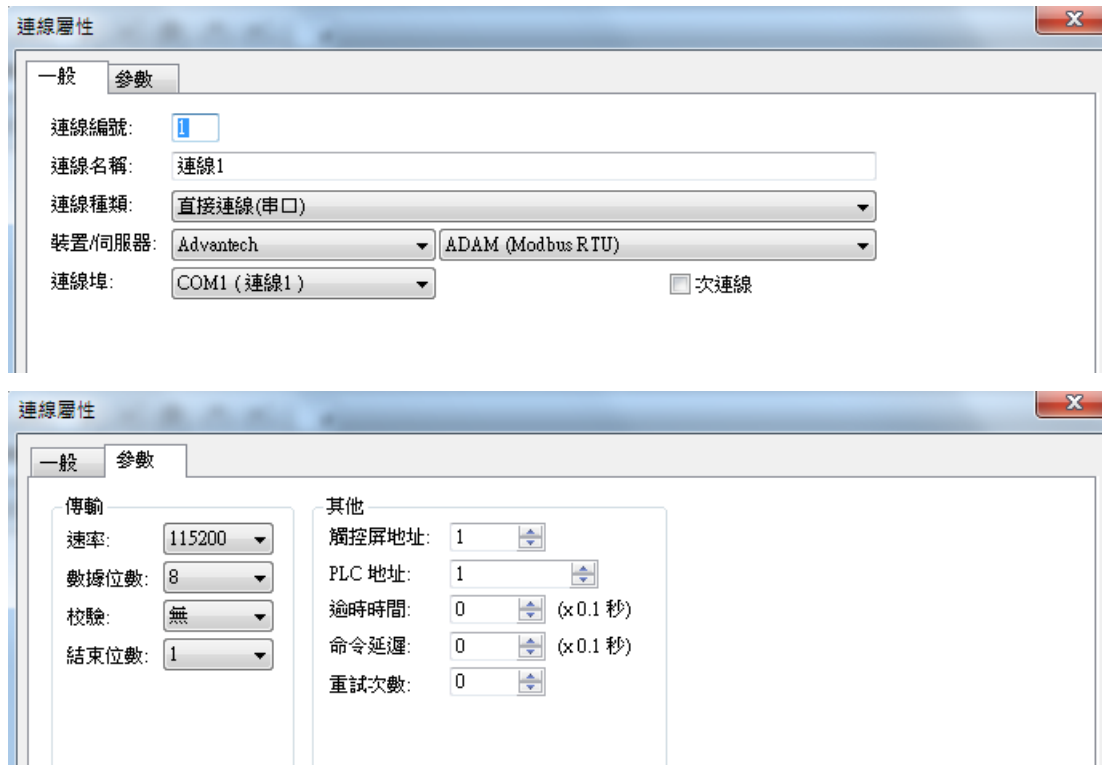 連線屬性
一般 參數
連線編號: 1
連線名稱: 連線1
連線種類: 直接連線(串口)
裝置/伺服器: Advantech ADAM (Modbus RTU)
連線埠: COM1 ( 連線1 ) 次連線
連線屬性
一般 參數
傳輸
速率: 115200
數據位數: 8
校驗: 無
結束位數: 1
其他
觸控屏地址: 1
PLC 地址: 1
逾時時間: 0 (x 0.1 秒)
命令延遲: 0 (x 0.1 秒)
重試次數: 0